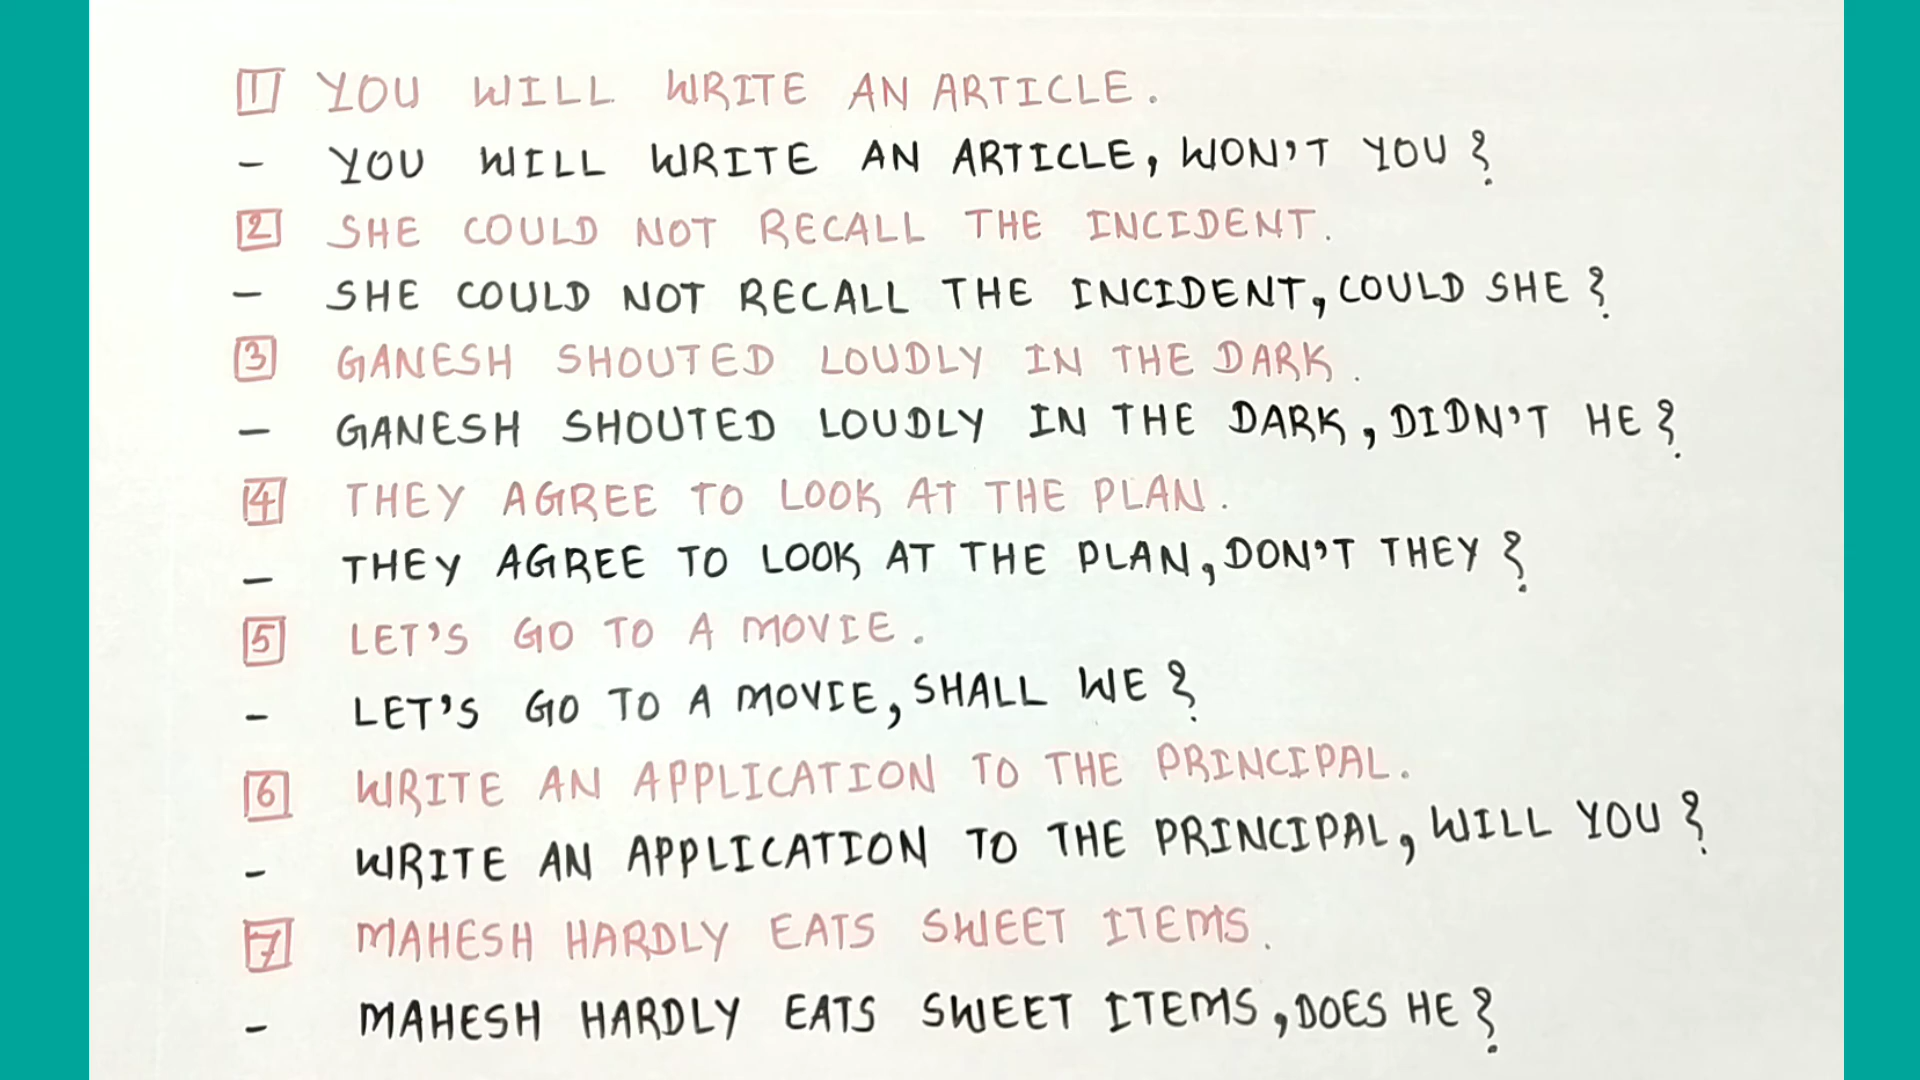 1 YOU WILL WRITE AN ARTICLE.
- YOU WILL WRITE AN ARTICLE, WON'T YOU?
2 SHE COULD NOT RECALL THE INCIDENT.
- SHE COULD NOT RECALL THE INCIDENT, COULD SHE?
3 GANESH SHOUTED LOUDLY IN THE DARK.
- GANESH SHOUTED LOUDLY IN THE DARK, DIDN'T HE?
4 THEY AGREE TO LOOK AT THE PLAN.
- THEY AGREE TO LOOK AT THE PLAN, DON'T THEY?
5 LET'S GO TO A MOVIE.
- LET'S GO TO A MOVIE, SHALL WE?
6 WRITE AN APPLICATION TO THE PRINCIPAL.
- WRITE AN APPLICATION TO THE PRINCIPAL, WILL YOU?
7 MAHESH HARDLY EATS SWEET ITEMS.
- MAHESH HARDLY EATS SWEET ITEMS, DOES HE?